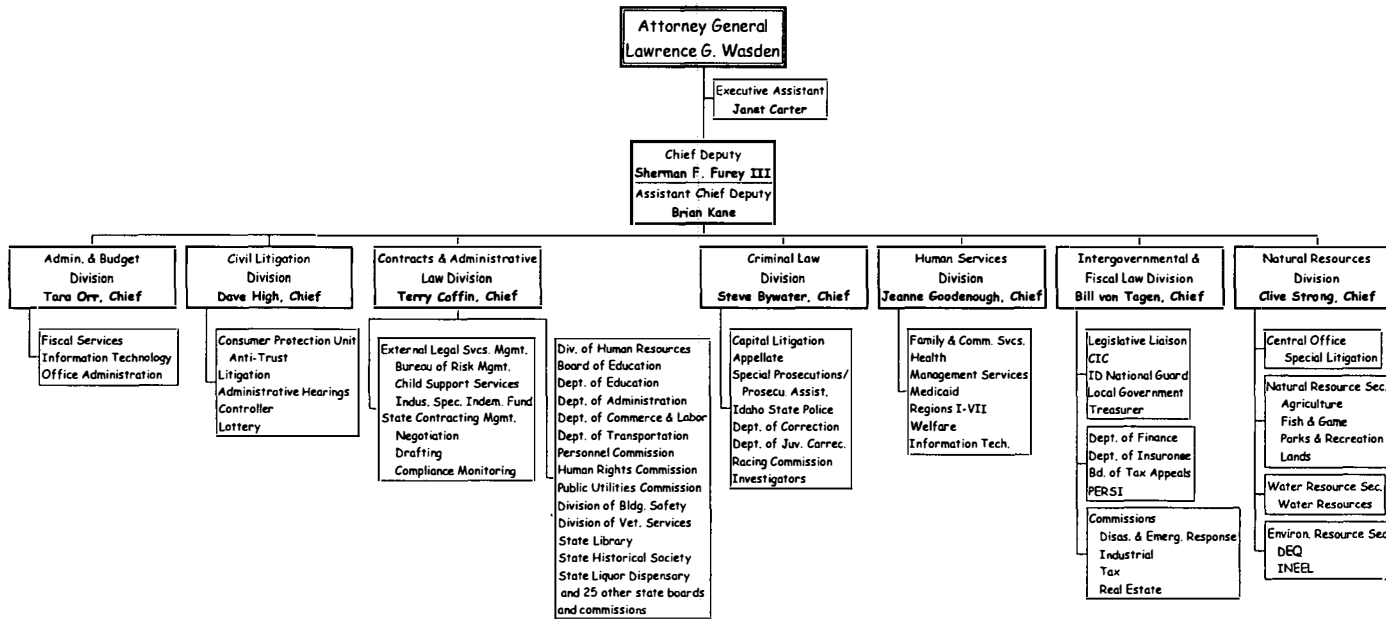 Attorney General
Lawrence G. Wasden
Executive Assistant
Janet Carter
Chief Deputy
Sherman F. Furey III
Assistant Chief Deputy
Brian Kane
Admin. & Budget
Division
Tara Orr, Chief
Fiscal Services
Information Technology
Office Administration
Civil Litigation
Division
Dave High, Chief
Consumer Protection Unit
Anti-Trust
Litigation
Administrative Hearings
Controller
Lottery
Contracts & Administrative
Law Division
Terry Coffin, Chief
External Legal Svcs. Mgmt.
Bureau of Risk Mgmt.
Child Support Services
Indus. Spec. Indem. Fund
State Contracting Mgmt.
Negotiation
Drafting
Compliance Monitoring
Div. of Human Resources
Board of Education
Dept. of Education
Dept. of Administration
Dept. of Commerce & Labor
Dept. of Transportation
Personnel Commission
Human Rights Commission
Public Utilities Commission
Division of Bldg. Safety
Division of Vet. Services
State Library
State Historical Society
State Liquor Dispensary
and 25 other state boards
and commissions
Criminal Law
Division
Steve Bywater, Chief
Capital Litigation
Appellate
Special Prosecutions/
Prosecu. Assist.
Idaho State Police
Dept. of Correction
Dept. of Juv. Carrec.
Racing Commission
Investigators
Human Services
Division
Jeanne Goodenough, Chief
Family & Comm. Svcs.
Health
Management Services
Medicaid
Regions I-VII
Welfare
Information Tech.
Intergovernmental &
Fiscal Law Division
Bill von Tagen, Chief
Legislative Liaison
CIC
ID National Guard
Local Government
Treasurer
Dept. of Finance
Dept. of Insurance
Bd. of Tax Appeals
PERSI
Commissions
Disas. & Emerg. Response
Industrial
Tax
Real Estate
Natural Resources
Division
Clive Strong, Chief
Central Office
Special Litigation
Natural Resource Sec.
Agriculture
Fish & Game
Parks & Recreation
Lands
Water Resource Sec.
Water Resources
Environ. Resource Sec
DEQ
INEEL